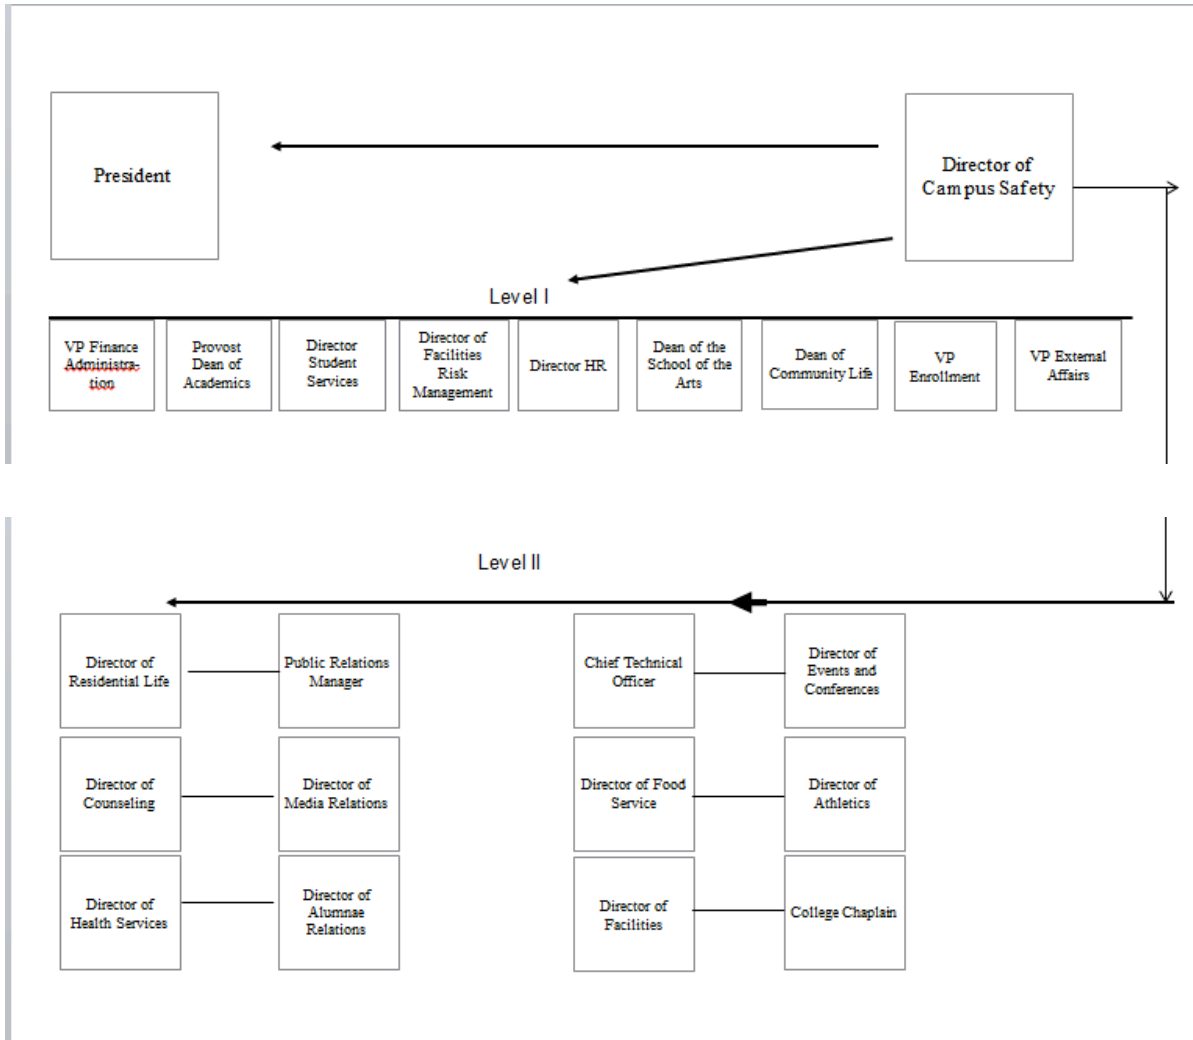 President
Director of
Campus Safety
Level I
VP Finance
Administra-
tion
Provost
Dean of
Academics
Director
Student
Services
Director of
Facilities
Risk
Management
Director HR
Dean of the
School of the
Arts
Dean of
Community Life
VP
Enrollment
VP External
Affairs
Level II
Director of
Residential Life
Public Relations
Manager
Chief Technical
Officer
Director of
Events and
Conferences
Director of
Counseling
Director of
Media Relations
Director of Food
Service
Director of
Athletics
Director of
Health Services
Director of
Alumnae
Relations
Director of
Facilities
College Chaplain